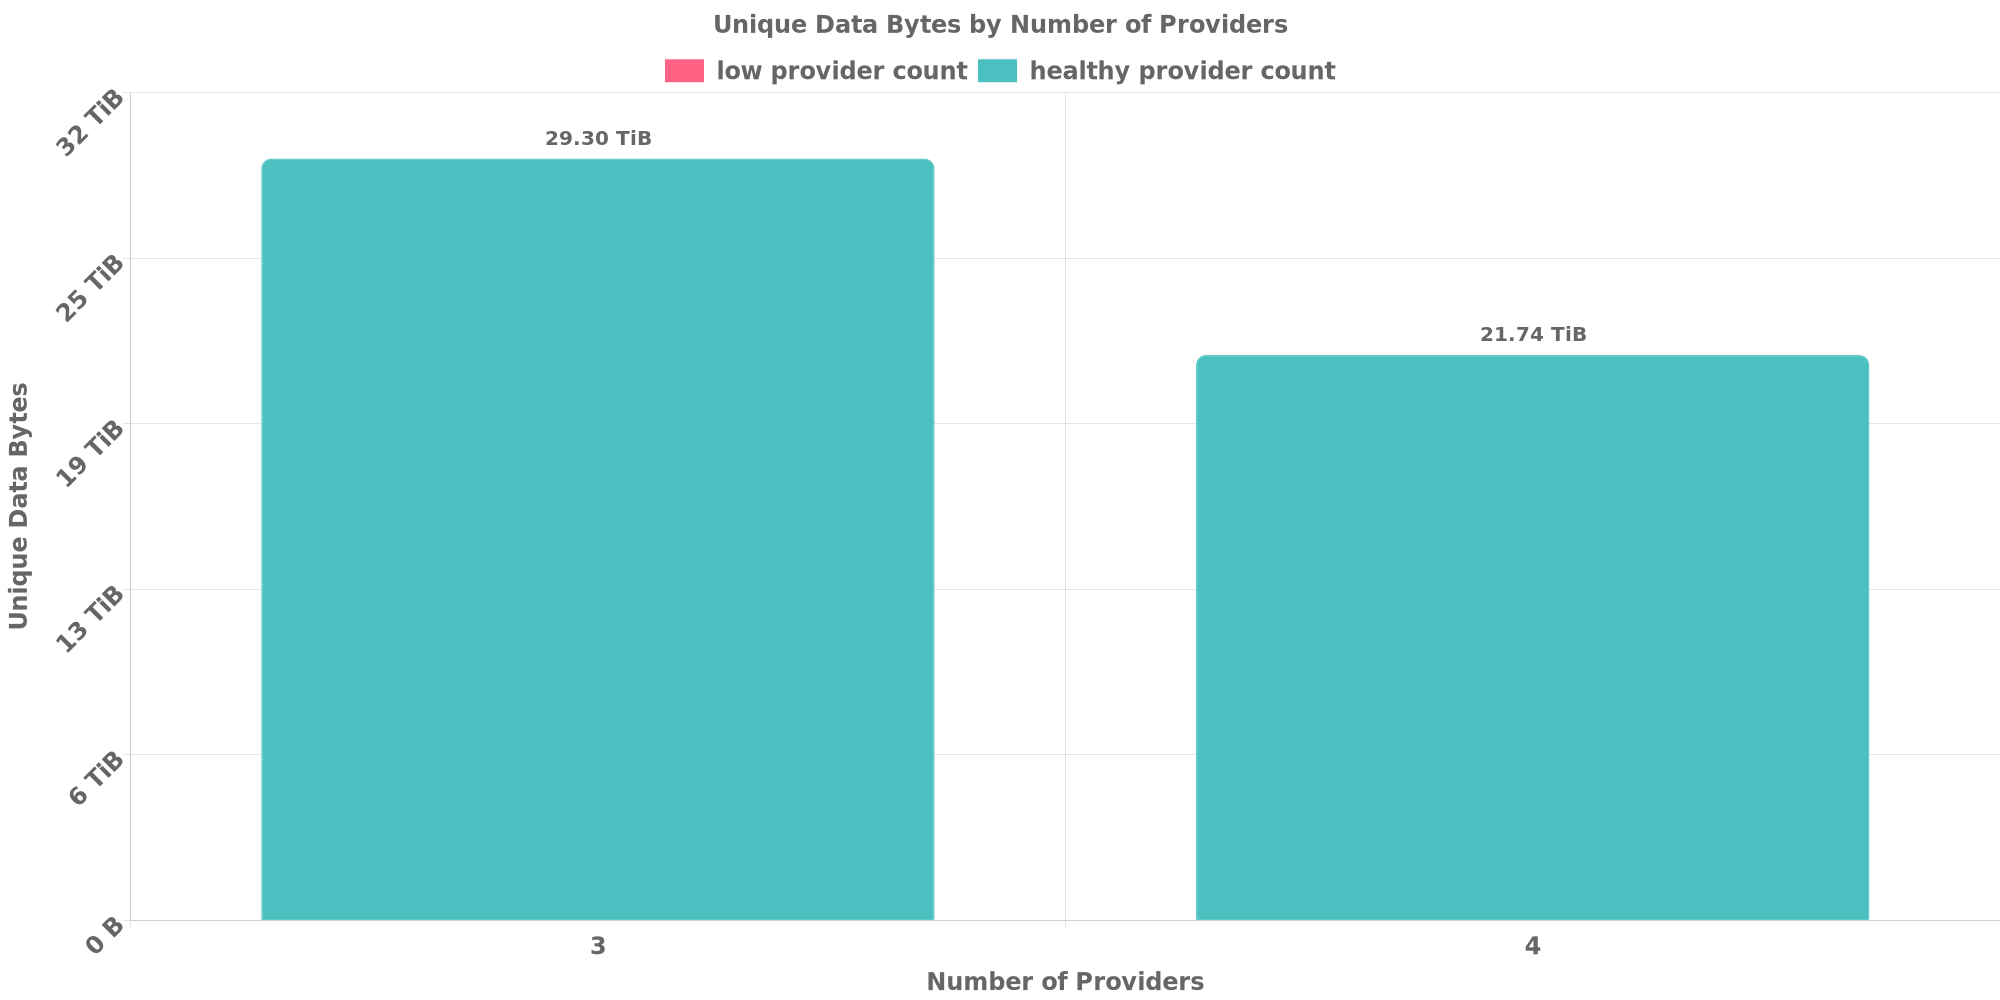 Unique Data Bytes by Number of Providers
low provider count
healthy provider count
32 TiB
25 TiB
19 TiB
13 TiB
6 TiB
0 B
Unique Data Bytes
29.30 TiB
21.74 TiB
3
4
Number of Providers